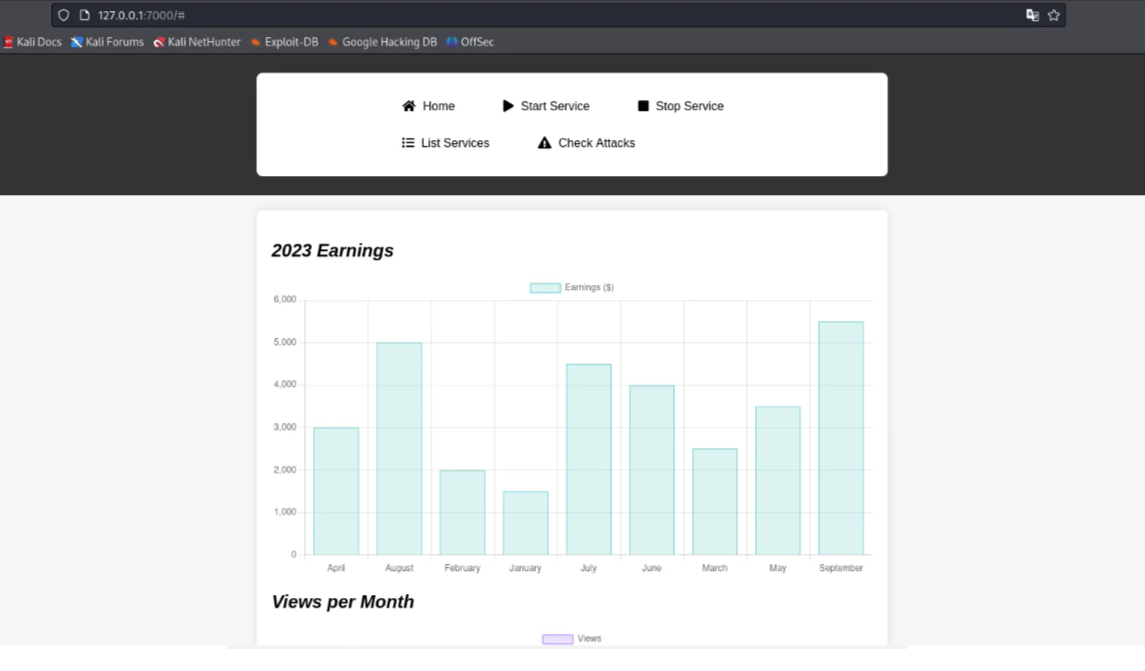 127.0.0.1:7000/#
Kali Docs Kali Forums Kali NetHunter Exploit-DB Google Hacking DB OffSec
Home Start Service Stop Service
List Services Check Attacks
2023 Earnings
Earnings ($)
6,000
5,000
4,000
3,000
2,000
1,000
0
April August February January July June March May September
Views per Month
Views